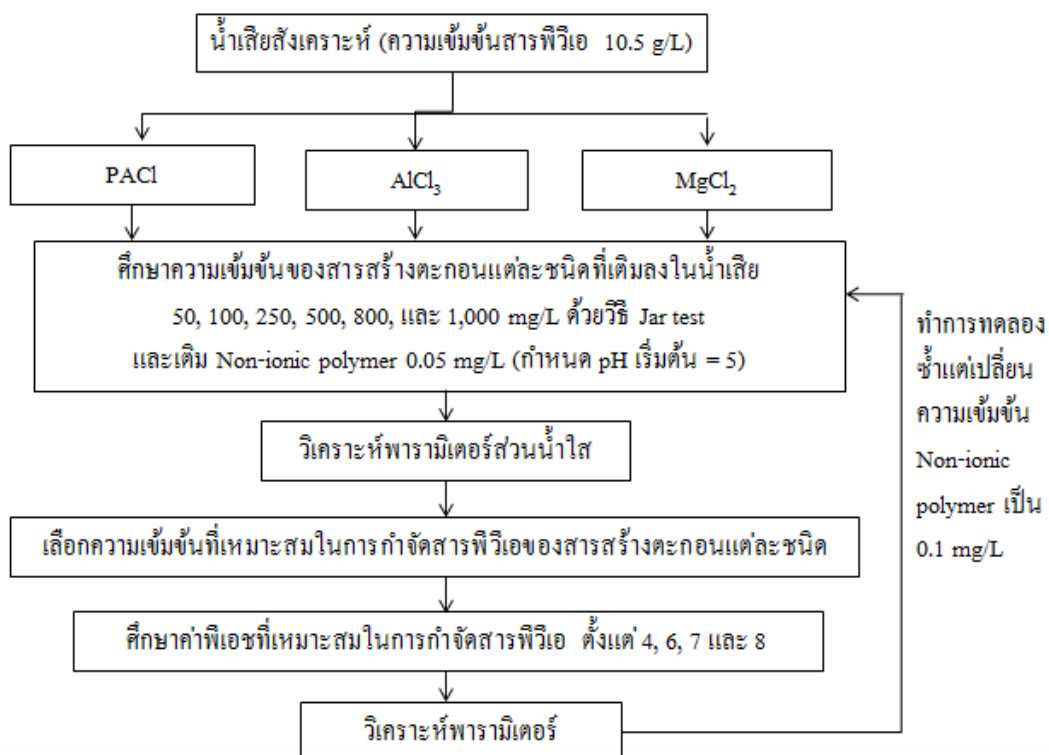 น้ำเสียสังเคราะห์ (ความเข้มข้นสารพีวีเอ 10.5 g/L)
PACl
AlCl₃
MgCl₂
ศึกษาความเข้มข้นของสารสร้างตะกอนแต่ละชนิดที่เติมลงในน้ำเสีย
50, 100, 250, 500, 800, และ 1,000 mg/L ด้วยวิธี Jar test
และเติม Non-ionic polymer 0.05 mg/L (กำหนด pH เริ่มต้น = 5)
วิเคราะห์พารามิเตอร์ส่วนน้ำใส
เลือกความเข้มข้นที่เหมาะสมในการกำจัดสารพีวีเอของสารสร้างตะกอนแต่ละชนิด
ศึกษาค่าพีเอชที่เหมาะสมในการกำจัดสารพีวีเอ ตั้งแต่ 4, 6, 7 และ 8
วิเคราะห์พารามิเตอร์
ทำการทดลอง
ซ้ำแต่เปลี่ยน
ความเข้มข้น
Non-ionic
polymer เป็น
0.1 mg/L